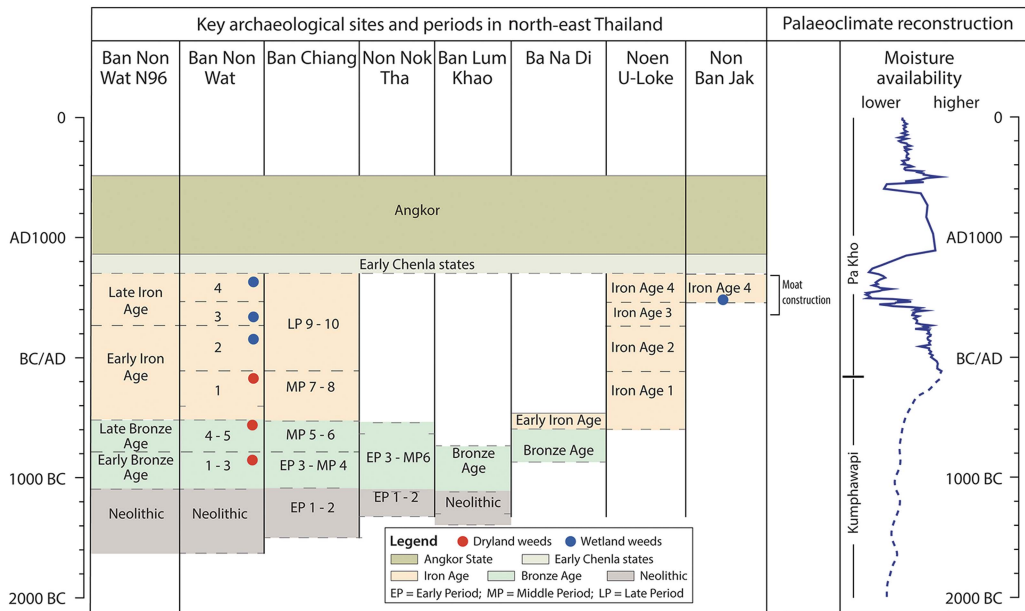 Key archaeological sites and periods in north-east Thailand
Palaeoclimate reconstruction
Ban Non
Wat N96
Ban Non
Wat
Ban Chiang
Non Nok
Tha
Ban Lum
Khao
Ba Na Di
Noen
U-Loke
Non
Ban Jak
Moisture
availability
lower
higher
0
0
Angkor
AD1000
AD1000
Early Chenla states
Late Iron
Age
4
3
LP 9 - 10
Iron Age 4
Iron Age 4
Iron Age 3
Moat
construction
Pa Kho
BC/AD
BC/AD
Early Iron
Age
2
1
MP 7 - 8
Iron Age 2
Iron Age 1
Late Bronze
Age
4 - 5
MP 5 - 6
Early Iron Age
Early Bronze
Age
1 - 3
EP 3 - MP 4
EP 3 - MP6
Bronze
Age
Bronze Age
1000 BC
1000 BC
Neolithic
Neolithic
EP 1 - 2
EP 1 - 2
Neolithic
Kumphawapi
Legend
Dryland weeds
Wetland weeds
Angkor State
Early Chenla states
Iron Age
Bronze Age
Neolithic
EP = Early Period; MP = Middle Period; LP = Late Period
2000 BC
2000 BC